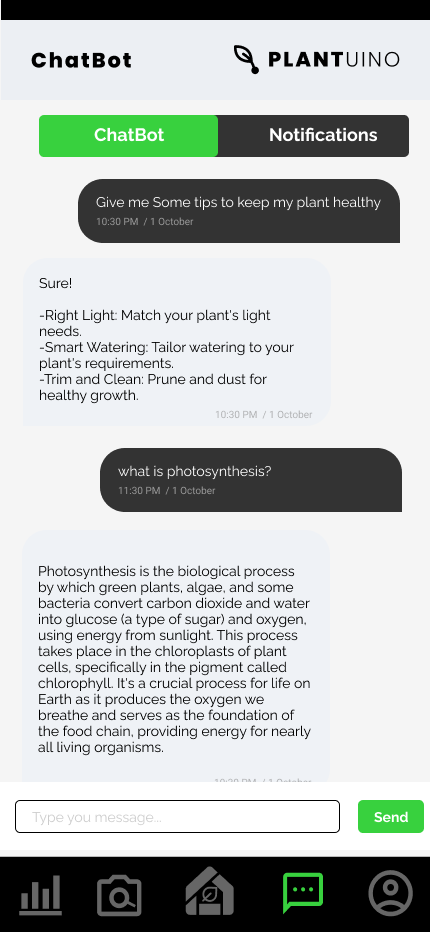 ChatBot
PLANTUINO
ChatBot
Notifications
Give me Some tips to keep my plant healthy
10:30 PM / 1 October
Sure!
-Right Light: Match your plant's light
needs.
-Smart Watering: Tailor watering to your
plant's requirements.
-Trim and Clean: Prune and dust for
healthy growth.
10:30 PM / 1 October
what is photosynthesis?
11:30 PM / 1 October
Photosynthesis is the biological process
by which green plants, algae, and some
bacteria convert carbon dioxide and water
into glucose (a type of sugar) and oxygen,
using energy from sunlight. This process
takes place in the chloroplasts of plant
cells, specifically in the pigment called
chlorophyll. It's a crucial process for life on
Earth as it produces the oxygen we
breathe and serves as the foundation of
the food chain, providing energy for nearly
all living organisms.
Type you message...
Send